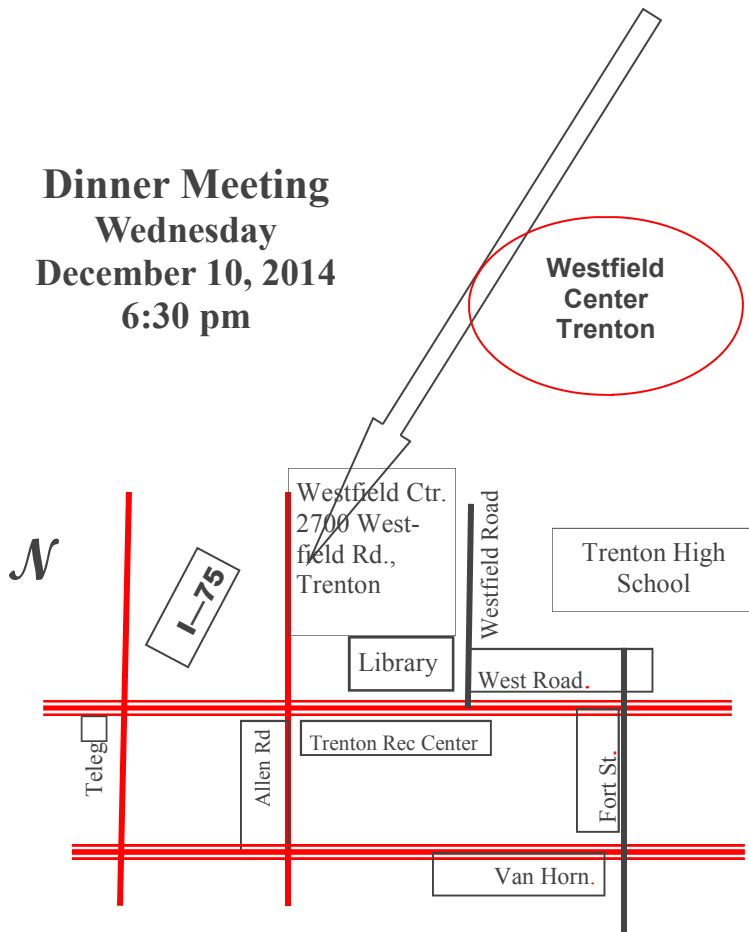 Dinner Meeting
Wednesday
December 10, 2014
6:30 pm
Westfield
Center
Trenton
Westfield Ctr.
2700 West-
field Rd.,
Trenton
Westfield Road
Trenton High
School
N
I—75
Library
West Road.
Teleg
Allen Rd
Trenton Rec Center
Fort St.
Van Horn.